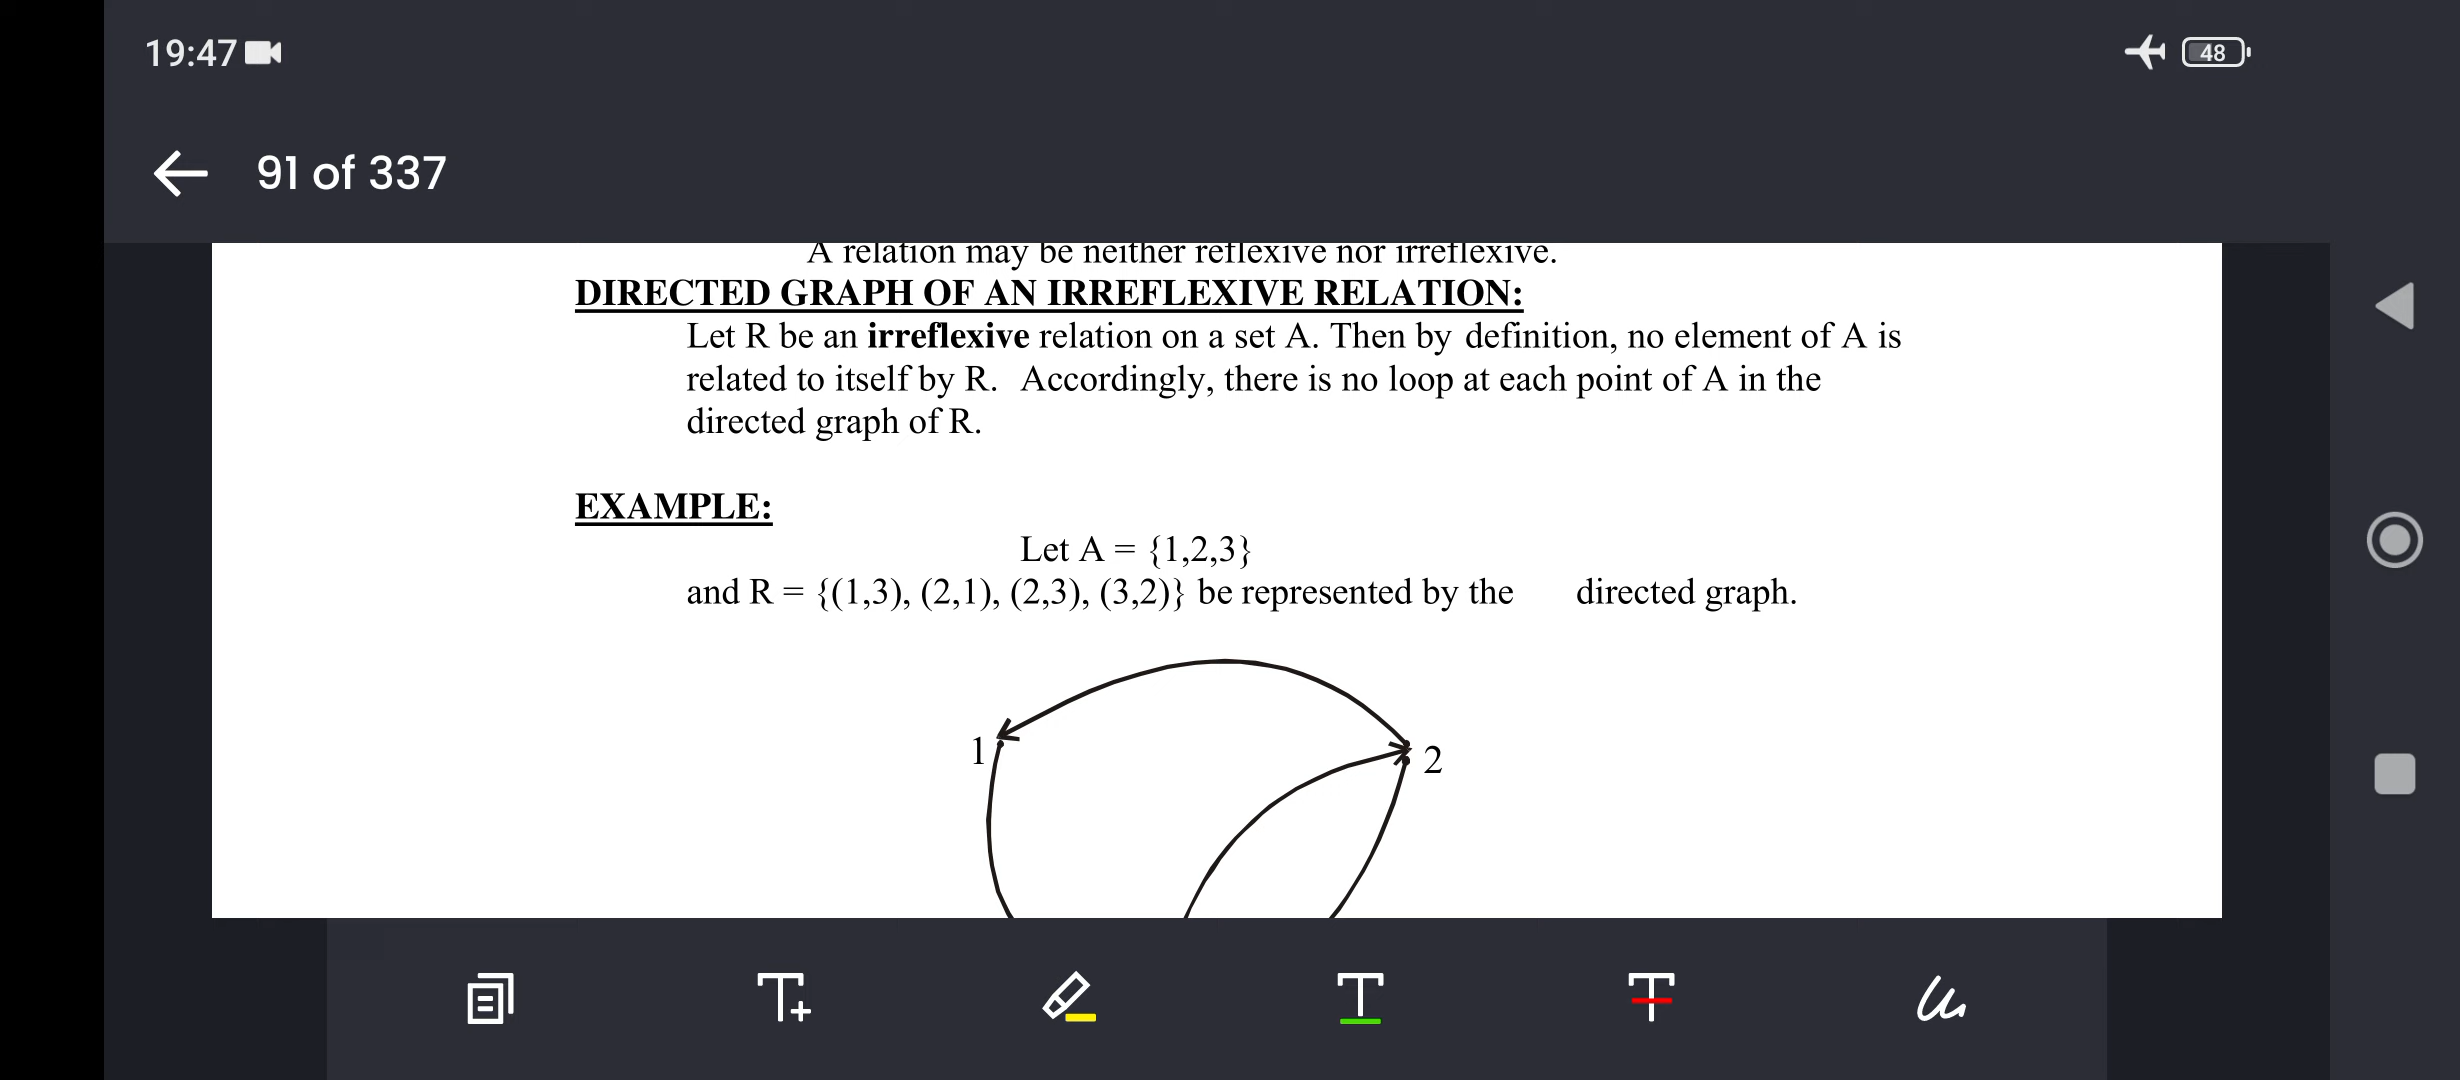 19:47
48
91 of 337
A relation may be neither reflexive nor irreflexive.
DIRECTED GRAPH OF AN IRREFLEXIVE RELATION:
Let R be an irreflexive relation on a set A. Then by definition, no element of A is
related to itself by R. Accordingly, there is no loop at each point of A in the
directed graph of R.
EXAMPLE:
Let A = {1,2,3}
and R = {(1,3), (2,1), (2,3), (3,2)} be represented by the directed graph.
1
2